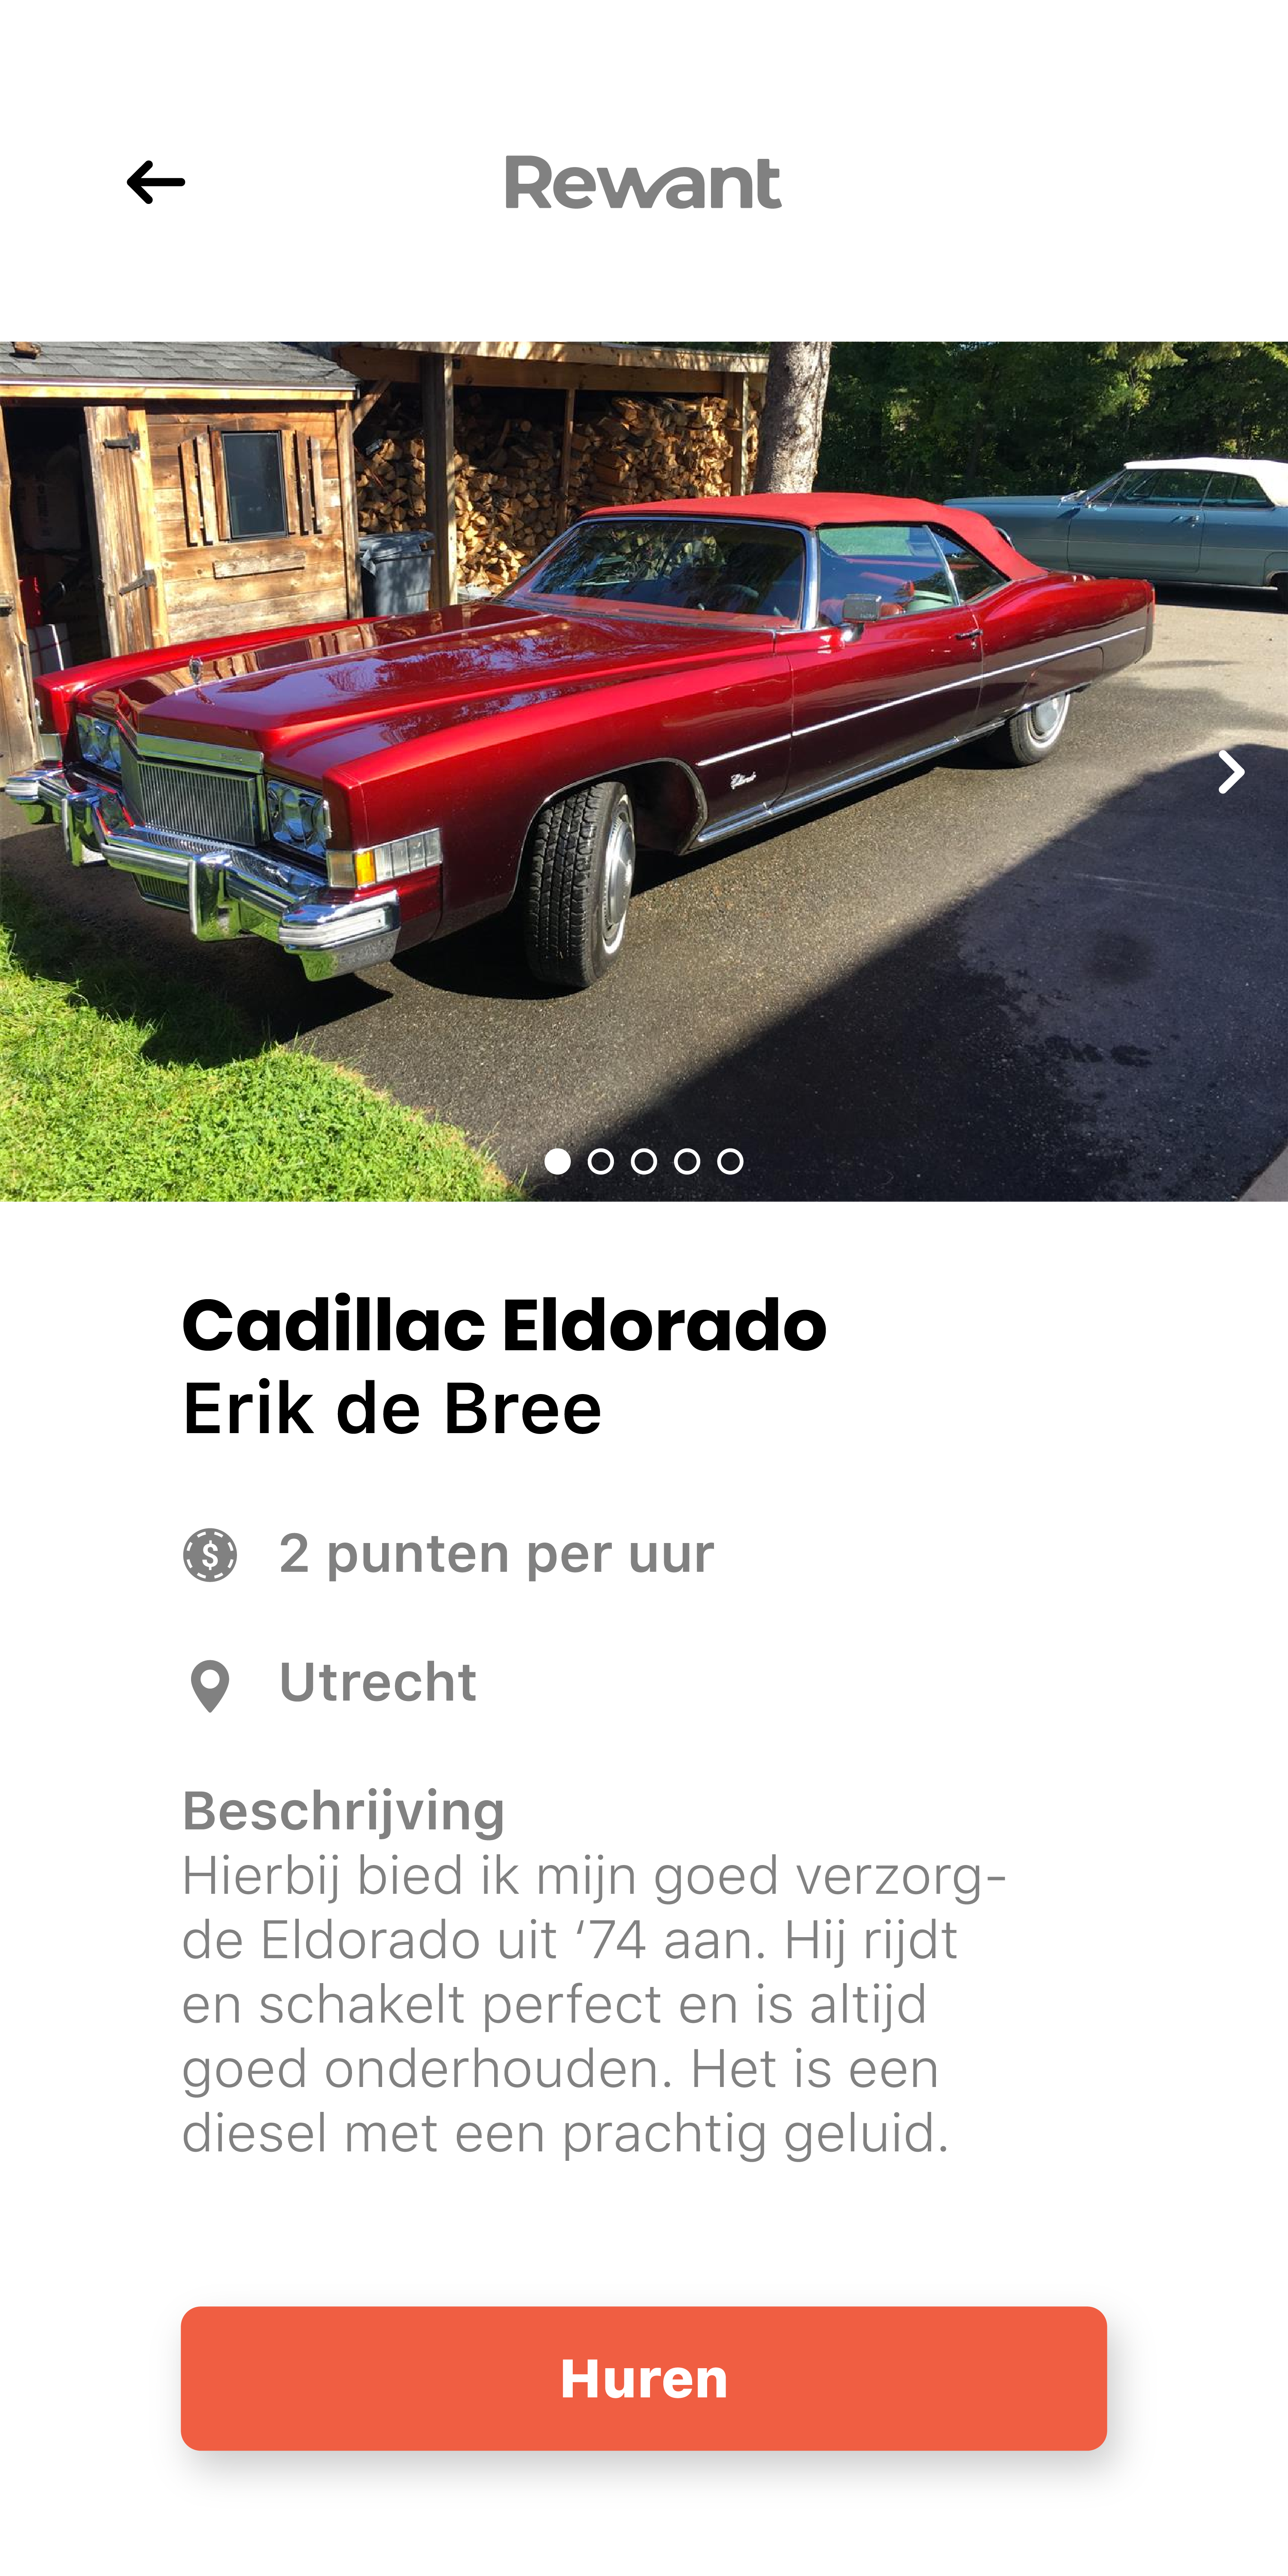 Rewant
Cadillac Eldorado
Erik de Bree
$ 2 punten per uur
Utrecht
Beschrijving
Hierbij bied ik mijn goed verzorg-
de Eldorado uit ‘74 aan. Hij rijdt
en schakelt perfect en is altijd
goed onderhouden. Het is een
diesel met een prachtig geluid.
Huren